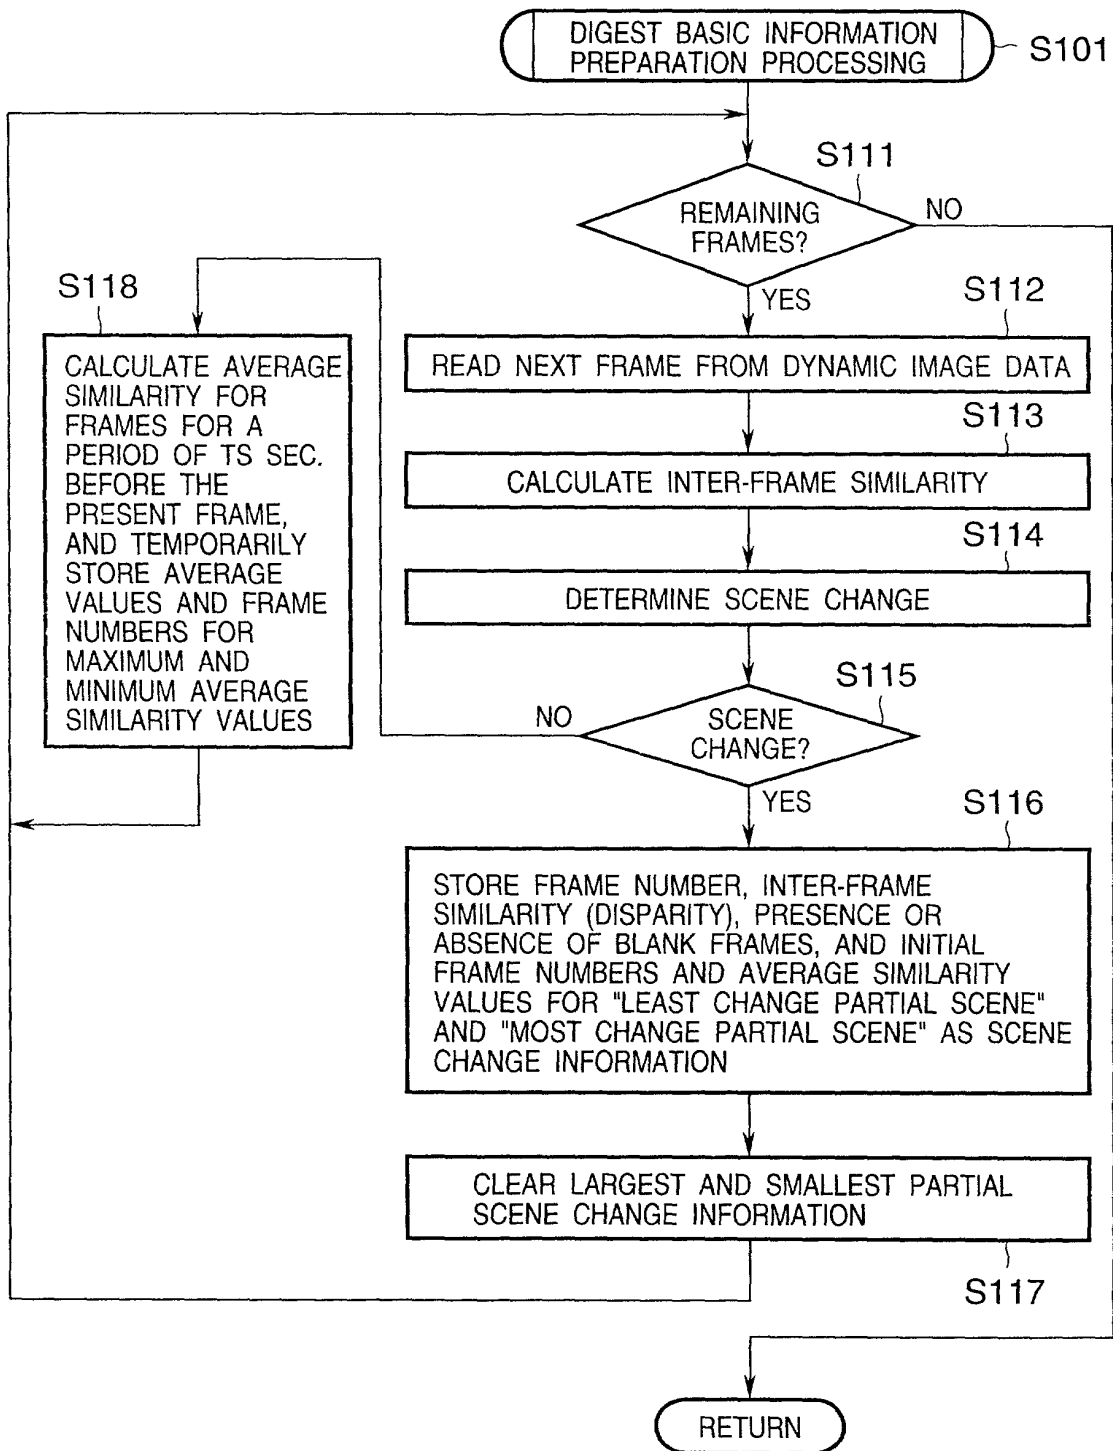 DIGEST BASIC INFORMATION
PREPARATION PROCESSING
S101
S111
REMAINING
FRAMES?
NO
YES
S112
READ NEXT FRAME FROM DYNAMIC IMAGE DATA
S113
CALCULATE INTER-FRAME SIMILARITY
S114
DETERMINE SCENE CHANGE
S115
SCENE
CHANGE?
NO
YES
S118
CALCULATE AVERAGE
SIMILARITY FOR
FRAMES FOR A
PERIOD OF TS SEC.
BEFORE THE
PRESENT FRAME,
AND TEMPORARILY
STORE AVERAGE
VALUES AND FRAME
NUMBERS FOR
MAXIMUM AND
MINIMUM AVERAGE
SIMILARITY VALUES
S116
STORE FRAME NUMBER, INTER-FRAME
SIMILARITY (DISPARITY), PRESENCE OR
ABSENCE OF BLANK FRAMES, AND INITIAL
FRAME NUMBERS AND AVERAGE SIMILARITY
VALUES FOR "LEAST CHANGE PARTIAL SCENE"
AND "MOST CHANGE PARTIAL SCENE" AS SCENE
CHANGE INFORMATION
CLEAR LARGEST AND SMALLEST PARTIAL
SCENE CHANGE INFORMATION
S117
RETURN